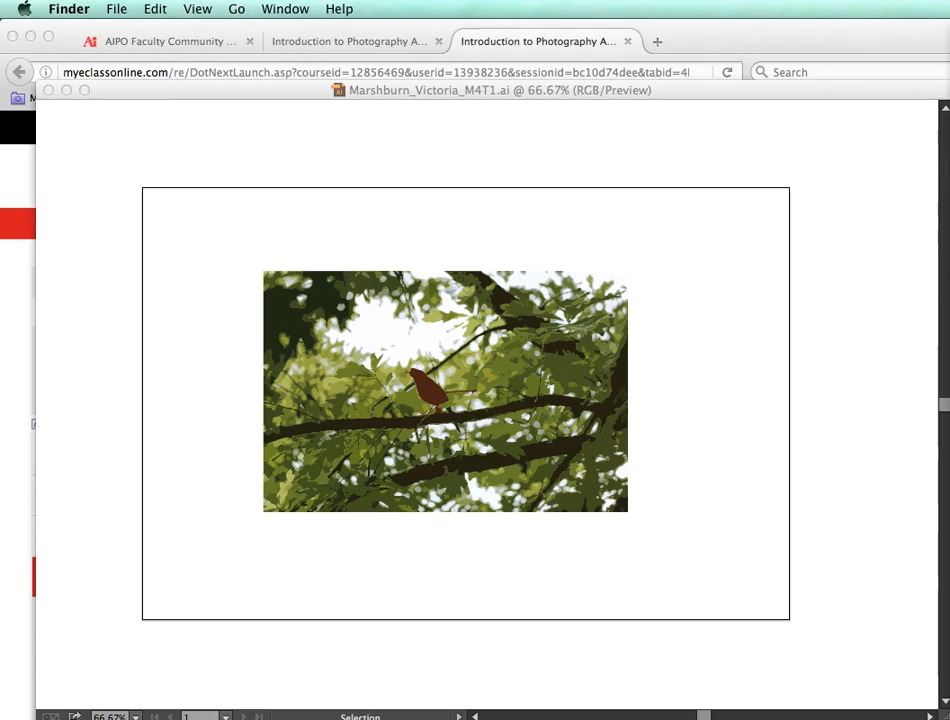 Finder File Edit View Go Window Help
AIPO Faculty Community ... Introduction to Photography A... Introduction to Photography A...
myeclassonline.com/re/DotNextLaunch.asp?courseid=12856469&userid=13938236&sessionid=bc10d74dee&tabid=4 Search
M Marshburn_Victoria_M4T1.ai @ 66.67% (RGB/Preview)
66.67% 1 Selection